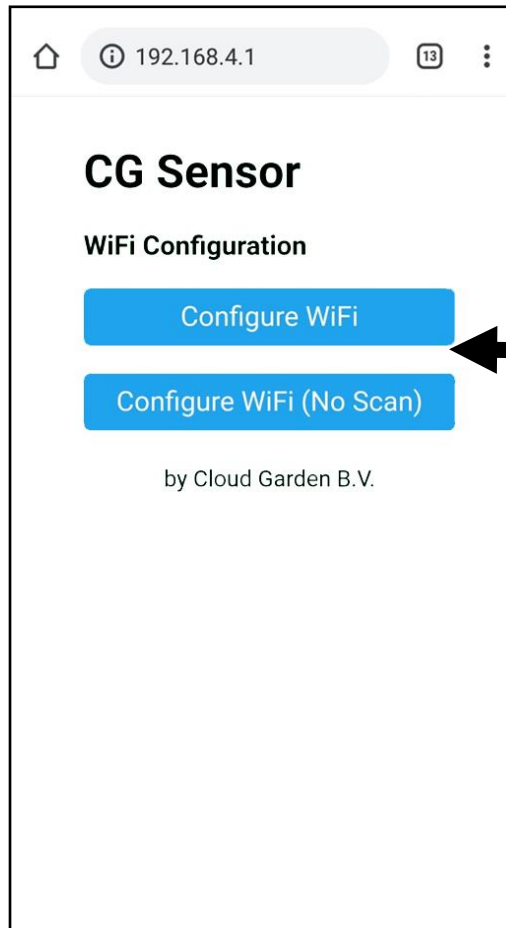 192.168.4.1
13
CG Sensor
WiFi Configuration
Configure WiFi
Configure WiFi (No Scan)
by Cloud Garden B.V.